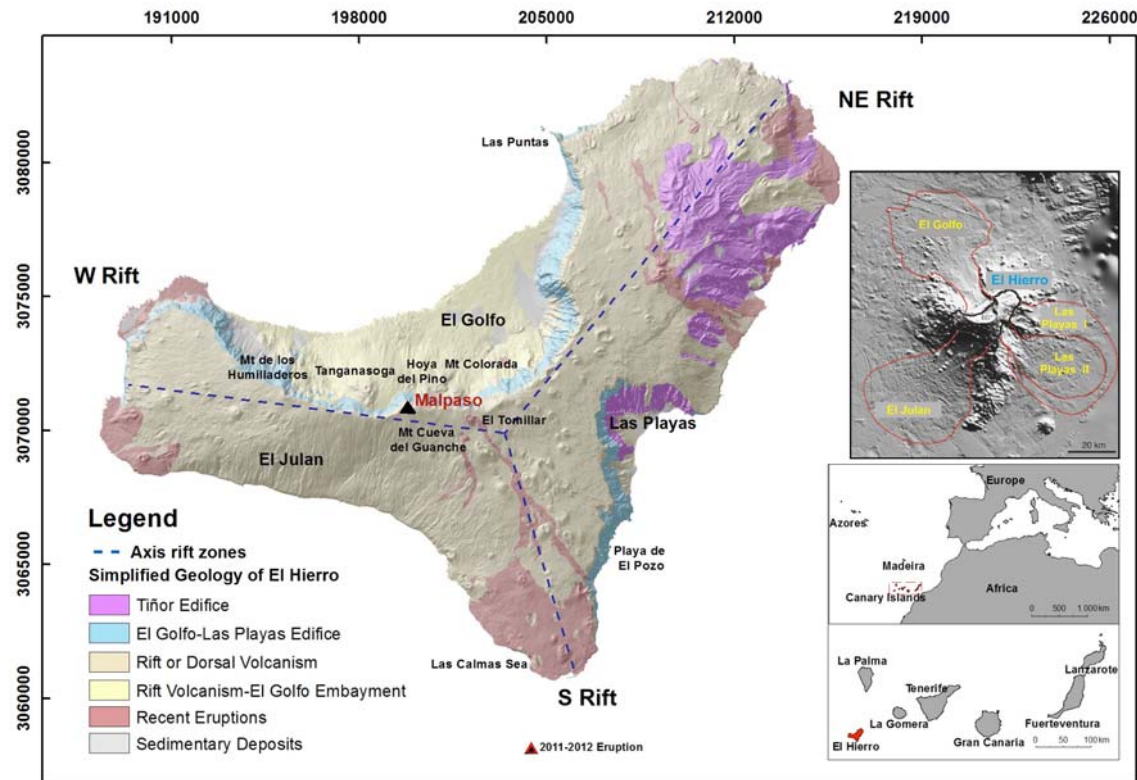 191000 198000 205000 212000 219000 226000
3080000
3075000
3070000
3065000
3060000
NE Rift
Las Puntas
W Rift
El Golfo
Mt de los
Humilladeros
Tanganasoga
Hoya
del Pino
Mt Colorada
Malpaso
El Tomillar
Mt Cueva
del Guanche
Las Playas
El Julan
Playa de
El Pozo
Las Calmas Sea
S Rift
2011-2012 Eruption
Legend
Axis rift zones
Simplified Geology of El Hierro
Tiñor Edifice
El Golfo-Las Playas Edifice
Rift or Dorsal Volcanism
Rift Volcanism-El Golfo Embayment
Recent Eruptions
Sedimentary Deposits
El Golfo
El Hierro
Las
Playas I
Las
Playas II
El Julan
20 km
Europe
Azores
Madeira
Canary Islands
Africa
0 500 1.000 km
La Palma
Lanzarote
Tenerife
La Gomera
Fuerteventura
El Hierro
Gran Canaria
0 50 100 km